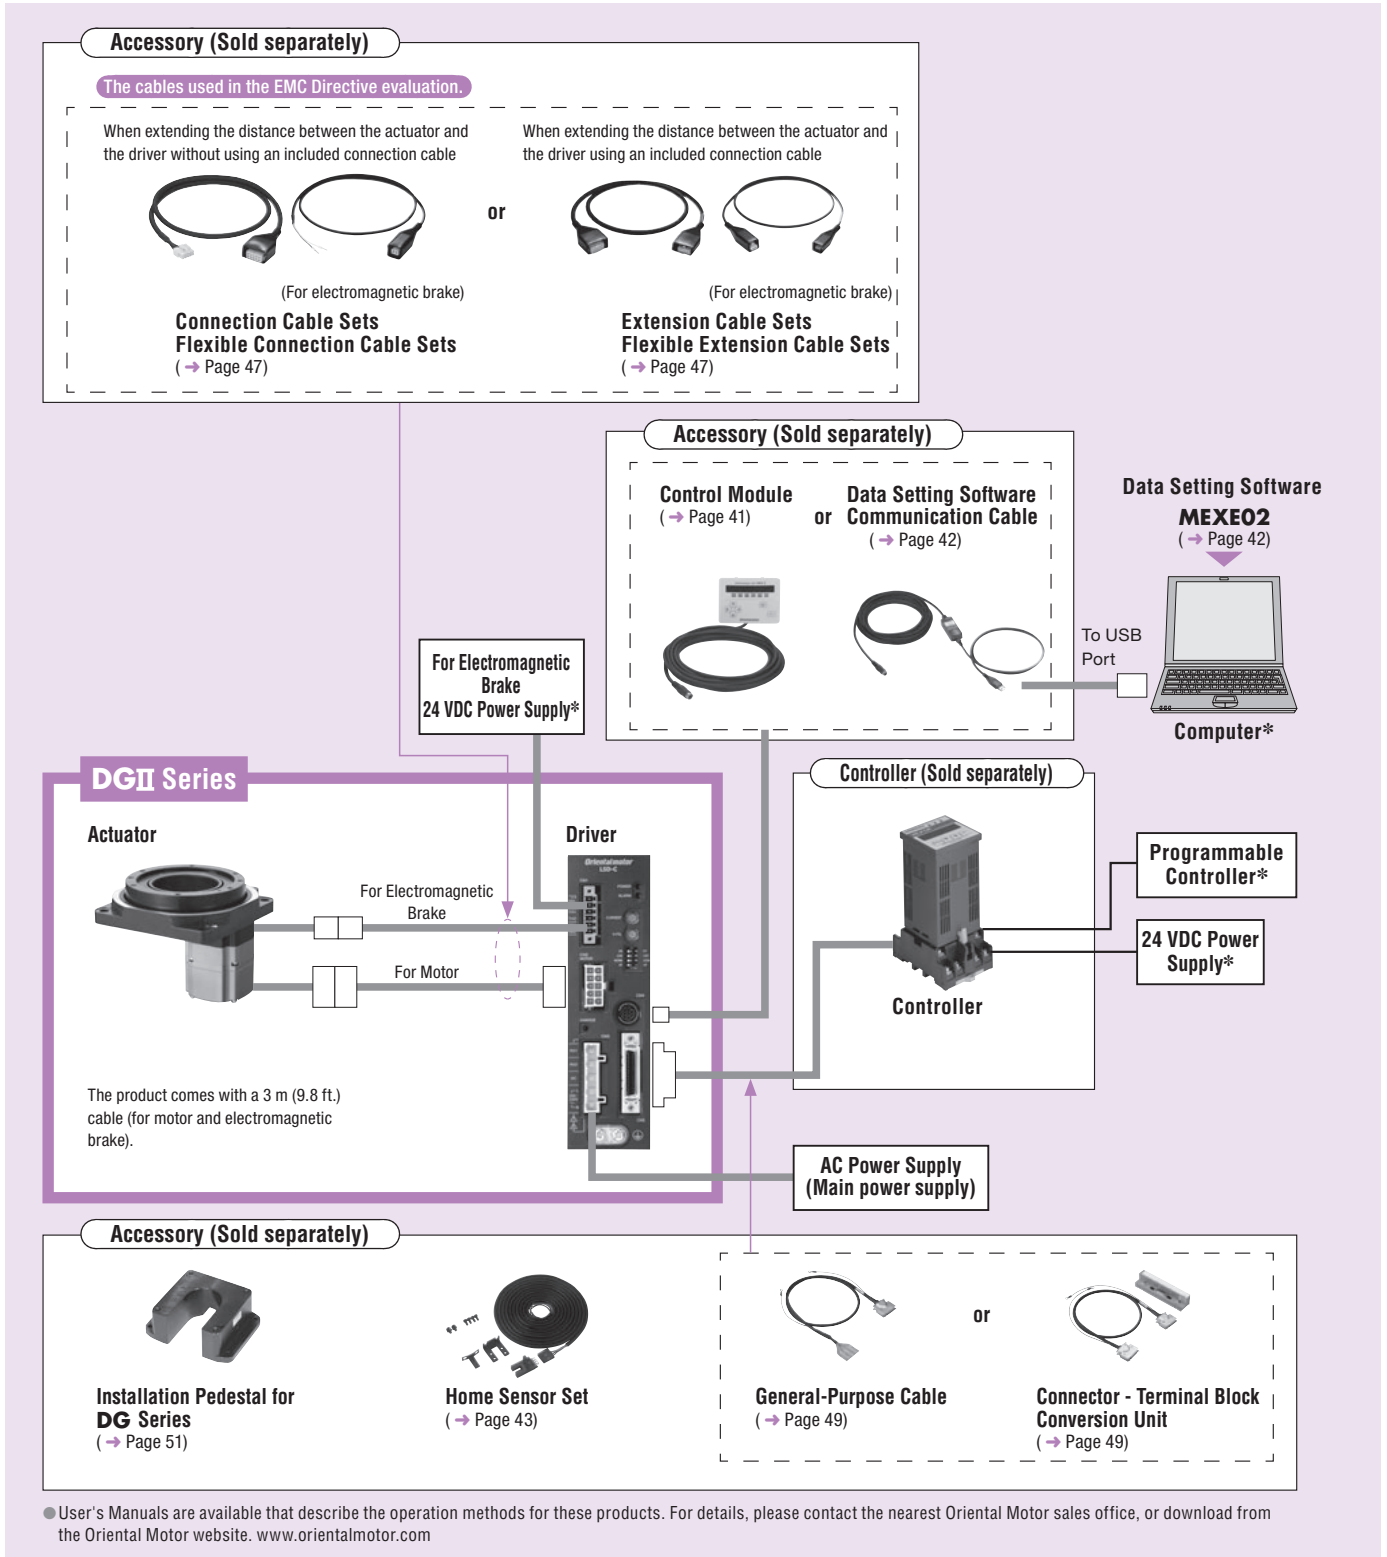 Accessory (Sold separately)
The cables used in the EMC Directive evaluation.
When extending the distance between the actuator and
the driver without using an included connection cable
When extending the distance between the actuator and
the driver using an included connection cable
or
(For electromagnetic brake)
(For electromagnetic brake)
Connection Cable Sets
Flexible Connection Cable Sets
( → Page 47)
Extension Cable Sets
Flexible Extension Cable Sets
( → Page 47)
Accessory (Sold separately)
Control Module
( → Page 41)
or
Data Setting Software
Communication Cable
( → Page 42)
Data Setting Software
MEXE02
( → Page 42)
To USB
Port
Computer*
For Electromagnetic
Brake
24 VDC Power Supply*
DGII Series
Actuator
Driver
Orientalmotor
For Electromagnetic
Brake
For Motor
The product comes with a 3 m (9.8 ft.)
cable (for motor and electromagnetic
brake).
Controller (Sold separately)
Controller
Programmable
Controller*
24 VDC Power
Supply*
AC Power Supply
(Main power supply)
Accessory (Sold separately)
Installation Pedestal for
DG Series
( → Page 51)
Home Sensor Set
( → Page 43)
General-Purpose Cable
( → Page 49)
or
Connector - Terminal Block
Conversion Unit
( → Page 49)
●User's Manuals are available that describe the operation methods for these products. For details, please contact the nearest Oriental Motor sales office, or download from
the Oriental Motor website. www.orientalmotor.com